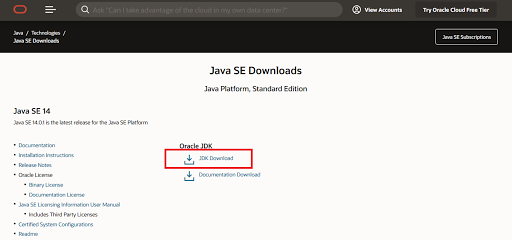 Ask "Can I take advantage of the cloud in my own data center?"
View Accounts
Try Oracle Cloud Free Tier
Java / Technologies /
Java SE Downloads
Java SE Subscriptions
Java SE Downloads
Java Platform, Standard Edition
Java SE 14
Java SE 14.0.1 is the latest release for the Java SE Platform
Documentation
Installation Instructions
Release Notes
Oracle License
Binary License
Documentation License
Java SE Licensing Information User Manual
Includes Third Party Licenses
Certified System Configurations
Readme
Oracle JDK
JDK Download
Documentation Download